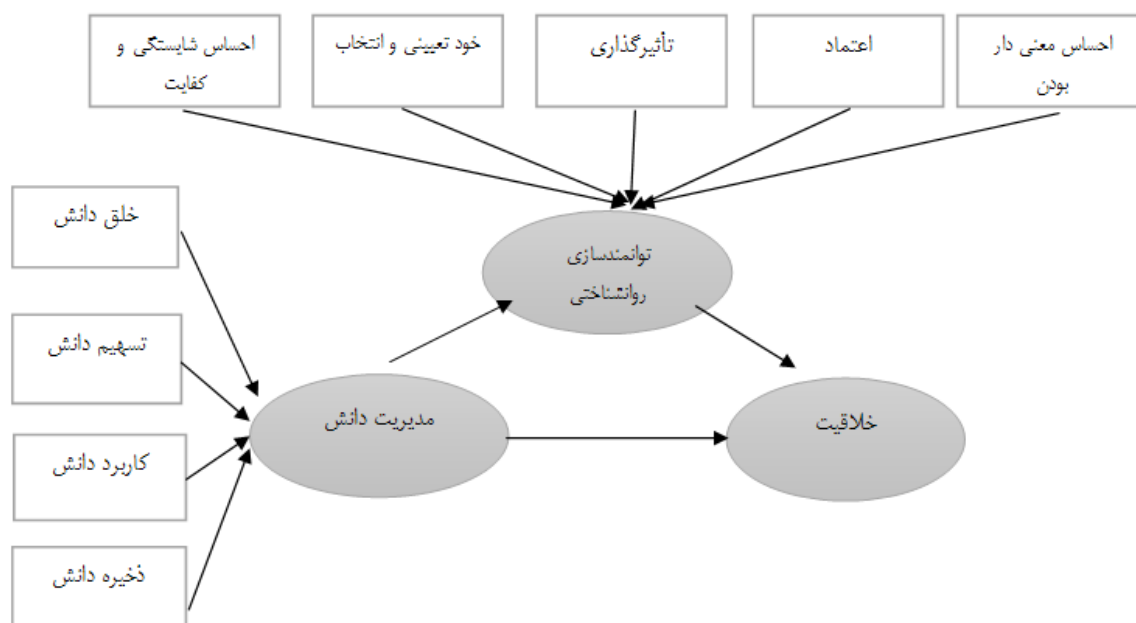 احساس معنی دار
بودن
اعتماد
تأثیرگذاری
خود تعیینی و انتخاب
احساس شایستگی و
کفایت
توانمندسازی
روانشناختی
خلق دانش
تسهیم دانش
کاربرد دانش
ذخیره دانش
مدیریت دانش
خلاقیت